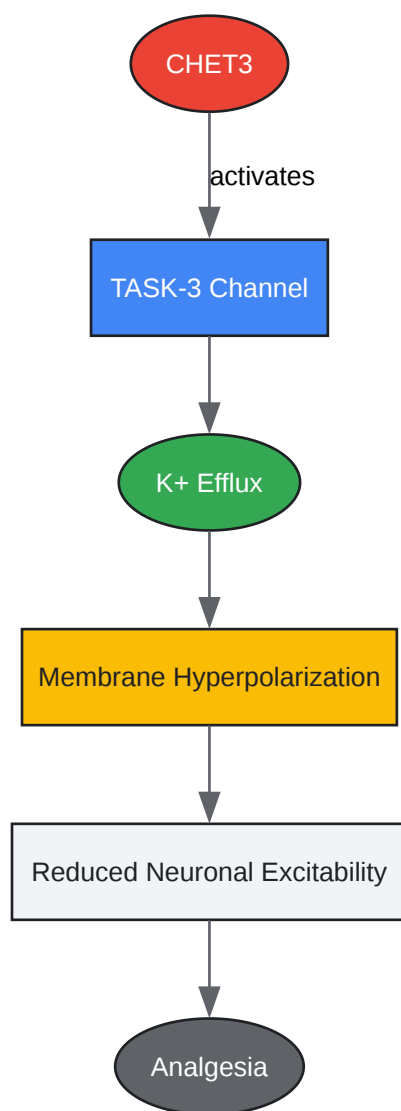 CHET3
activates
TASK-3 Channel
K+ Efflux
Membrane Hyperpolarization
Reduced Neuronal Excitability
Analgesia